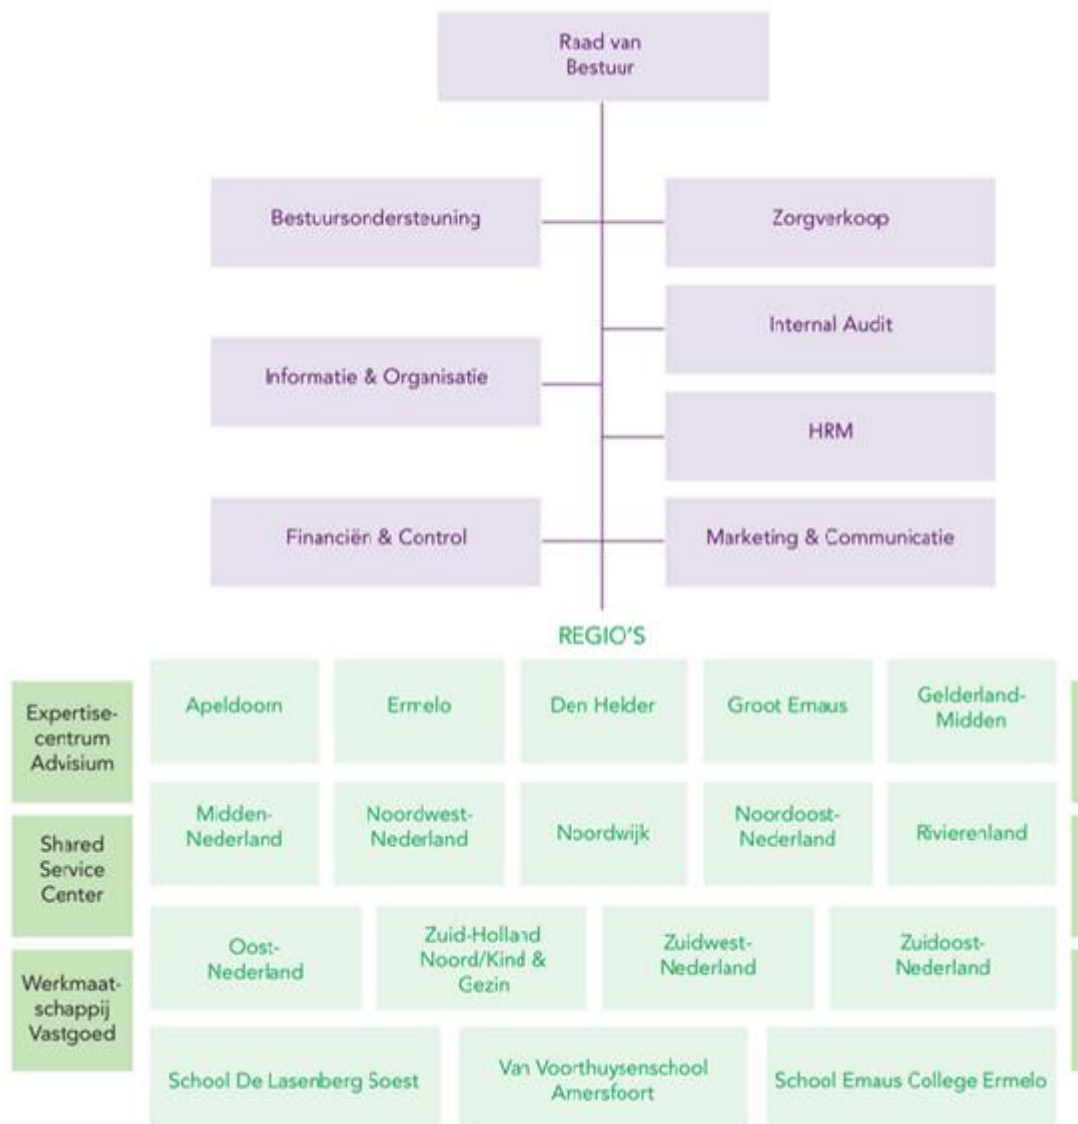 Raad van
Bestuur
Bestuursondersteuning
Zorgverkoop
Internal Audit
Informatie & Organisatie
HRM
Financiën & Control
Marketing & Communicatie
REGIO'S
Expertise-
centrum
Advisium
Apeldoorn
Ermelo
Den Helder
Groot Emaus
Gelderland-
Midden
Shared
Service
Center
Midden-
Nederland
Noordwest-
Nederland
Noordwijk
Noordoost-
Nederland
Rivierenland
Werkmaat-
schappij
Vastgoed
Oost-
Nederland
Zuid-Holland
Noord/Kind &
Gezin
Zuidwest-
Nederland
Zuidoost-
Nederland
School De Lasenberg Soest
Van Voorthuysenschool
Amersfoort
School Emaus College Ermelo